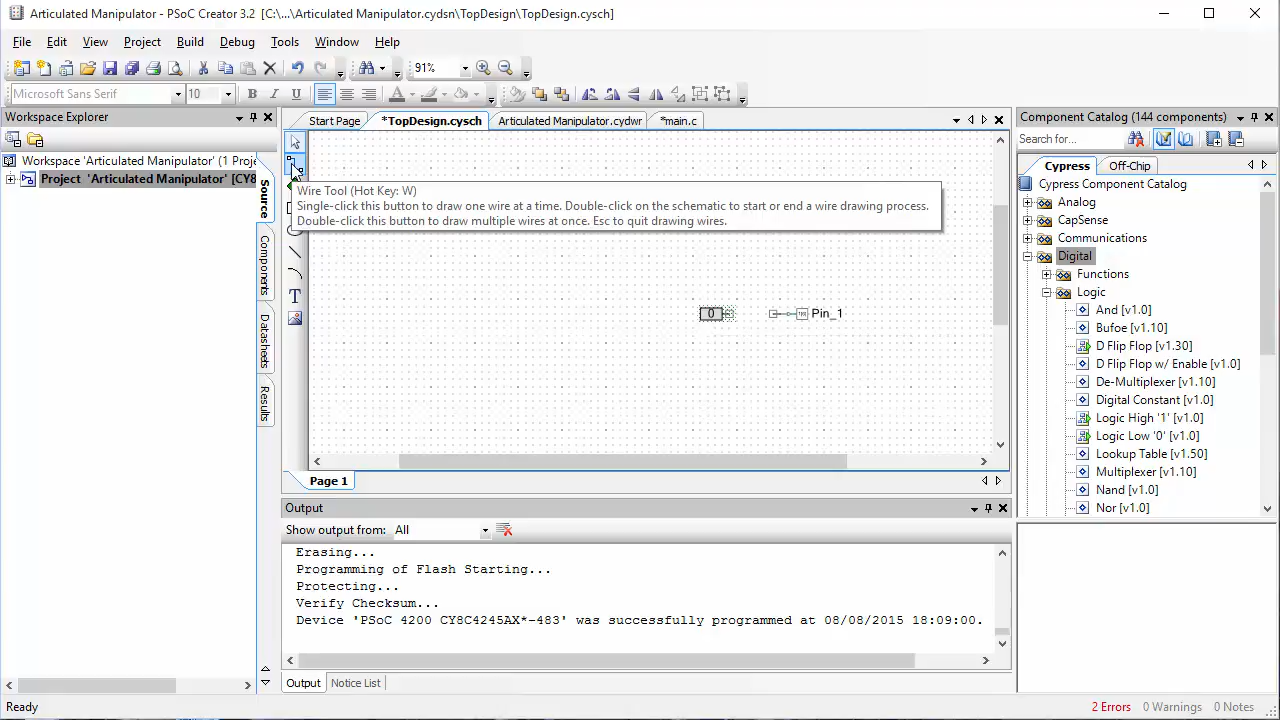 Articulated Manipulator - PSoC Creator 3.2 [C:\...\Articulated Manipulator.cydsn\TopDesign\TopDesign.cysch]
File Edit View Project Build Debug Tools Window Help
91%
Microsoft Sans Serif 10 B I U A
Workspace Explorer
Workspace 'Articulated Manipulator' (1 Proj
Project 'Articulated Manipulator' [CY8
Source
Components
Datasheets
Results
Start Page *TopDesign.cysch Articulated Manipulator.cydwr *main.c
Wire Tool (Hot Key: W)
Single-click this button to draw one wire at a time. Double-click on the schematic to start or end a wire drawing process.
Double-click this button to draw multiple wires at once. Esc to quit drawing wires.
T
0 Pin_1
Page 1
Output
Show output from: All
Erasing...
Programming of Flash Starting...
Protecting...
Verify Checksum...
Device 'PSoC 4200 CY8C4245AX*-483' was successfully programmed at 08/08/2015 18:09:00.
Output Notice List
Component Catalog (144 components)
Search for...
Cypress Off-Chip
Cypress Component Catalog
Analog
CapSense
Communications
Digital
Functions
Logic
And [v1.0]
Bufoe [v1.10]
D Flip Flop [v1.30]
D Flip Flop w/ Enable [v1.0]
De-Multiplexer [v1.10]
Digital Constant [v1.0]
Logic High '1' [v1.0]
Logic Low '0' [v1.0]
Lookup Table [v1.50]
Multiplexer [v1.10]
Nand [v1.0]
Nor [v1.0]
Ready 2 Errors 0 Warnings 0 Notes